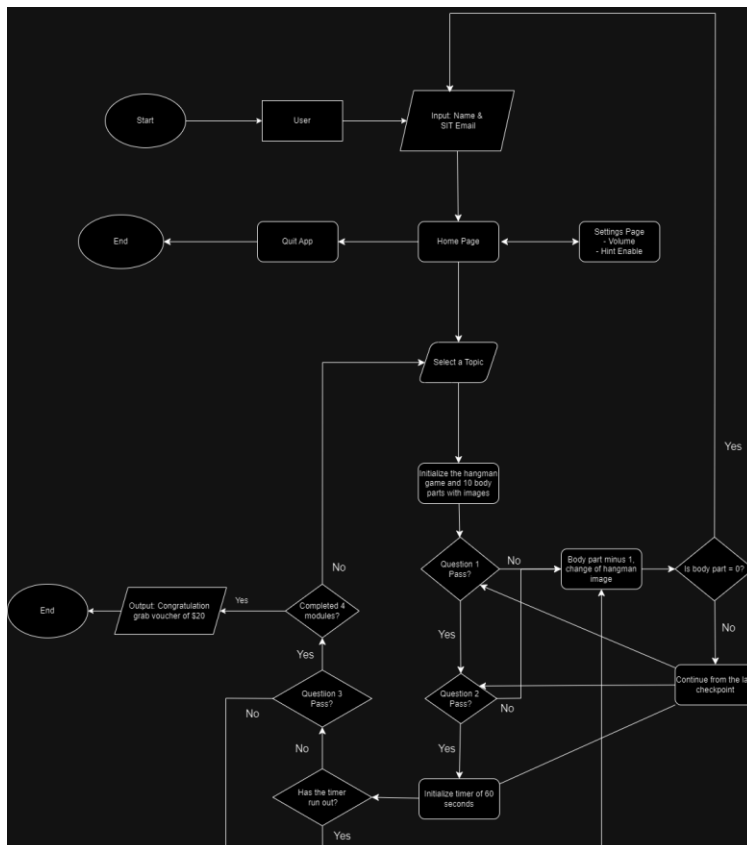 Start
User
Input: Name &
SIT Email
End
Quit App
Home Page
Settings Page
- Volume
- Hint Enable
Select a Topic
Yes
Initialize the hangman
game and 10 body
parts with images
No
Question 1
Pass?
No
Body part minus 1,
change of hangman
image
Is body part = 0?
End
Output: Congratulation
grab voucher of $20
Yes
Completed 4
modules?
Yes
No
Yes
Question 3
Pass?
No
Question 2
Pass?
No
Continue from the
checkpoint
No
Yes
Has the timer
run out?
Initialize timer of 60
seconds
Yes